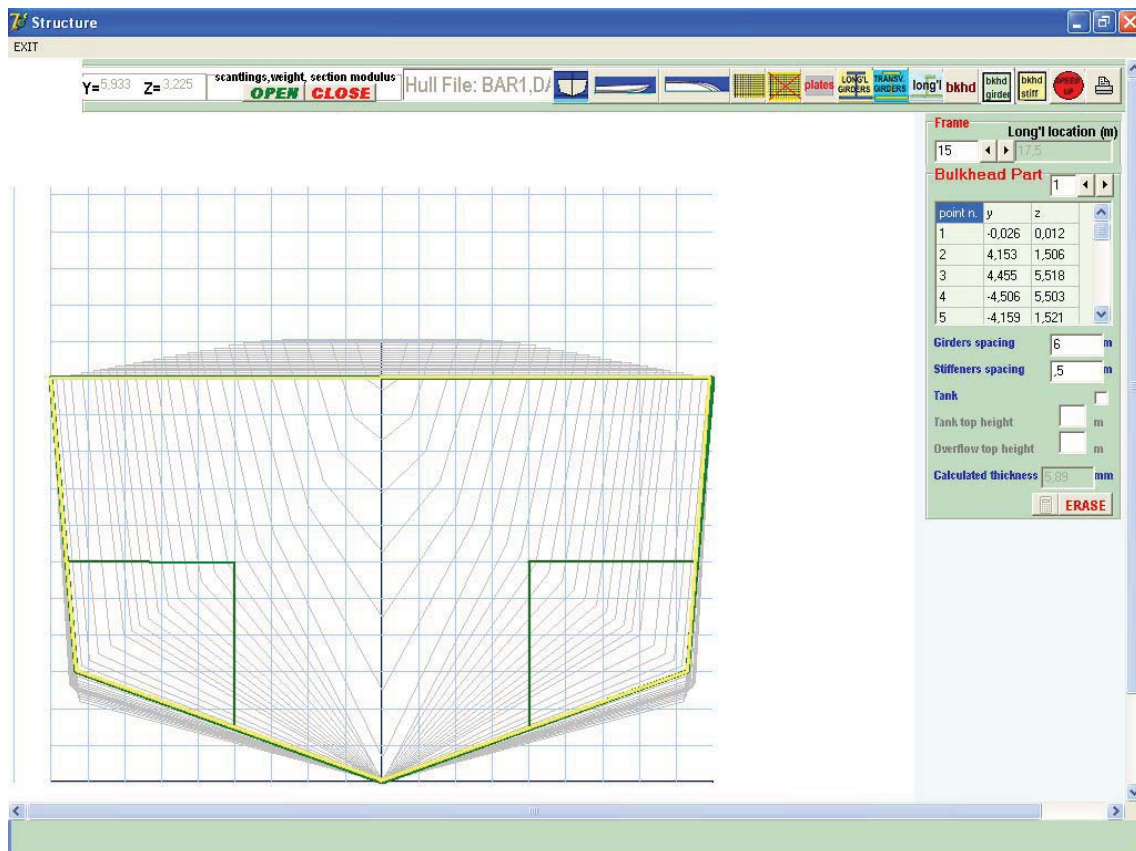 Structure
EXIT
Y=5,933 Z=3,225
scantlings,weight, section modulus
OPEN CLOSE
Hull File: BAR1,DA
plates
LONG'L GIRDERS
TRANSV. GIRDERS
long'l
bkhd
bkhd girder
bkhd stiff
SPEED UP
Frame
Long'l location (m)
15 17,5
Bulkhead Part 1
point n. y z
1 -0,026 0,012
2 4,153 1,506
3 4,455 5,518
4 -4,506 5,503
5 -4,159 1,521
Girders spacing 6 m
Stiffeners spacing ,5 m
Tank
Tank top height m
Overflow top height m
Calculated thickness 5,89 mm
ERASE